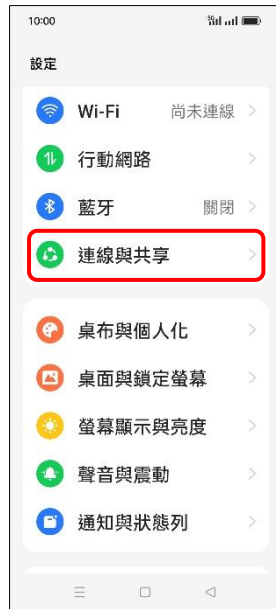 10:00
5G
設定
Wi-Fi 尚未連線
行動網路
藍牙 關閉
連線與共享
桌布與個人化
桌面與鎖定螢幕
螢幕顯示與亮度
聲音與震動
通知與狀態列